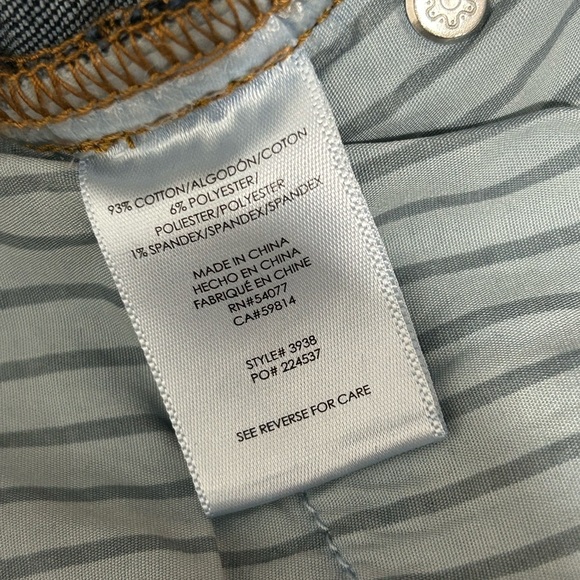 93% COTTON/ALGODÓN/COTON
6% POLYESTER/
POLIESTER/POLYESTER
1% SPANDEX/SPANDEX/SPANDEX
MADE IN CHINA
HECHO EN CHINA
FABRIQUÉ EN CHINE
RN#54077
CA#59814
STYLE# 3938
PO# 224537
SEE REVERSE FOR CARE